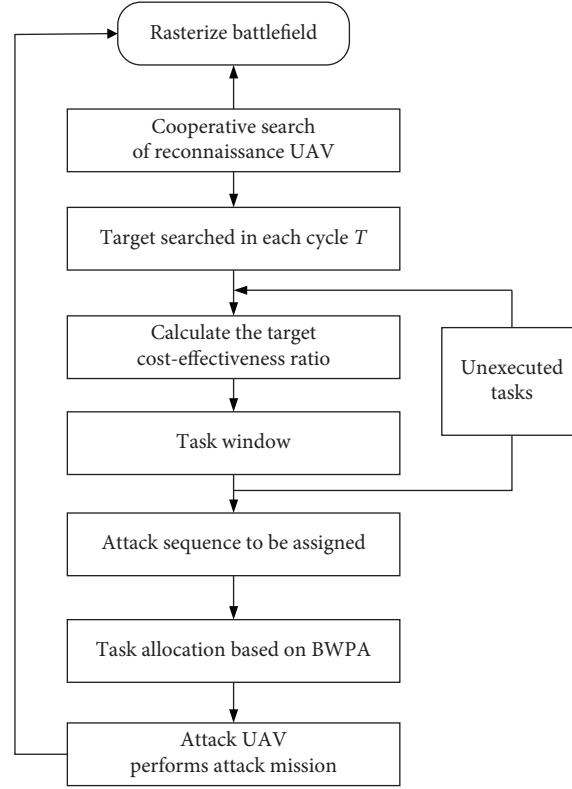 Rasterize battlefield
Cooperative search
of reconnaissance UAV
Target searched in each cycle T
Calculate the target
cost-effectiveness ratio
Unexecuted
tasks
Task window
Attack sequence to be assigned
Task allocation based on BWPA
Attack UAV
performs attack mission